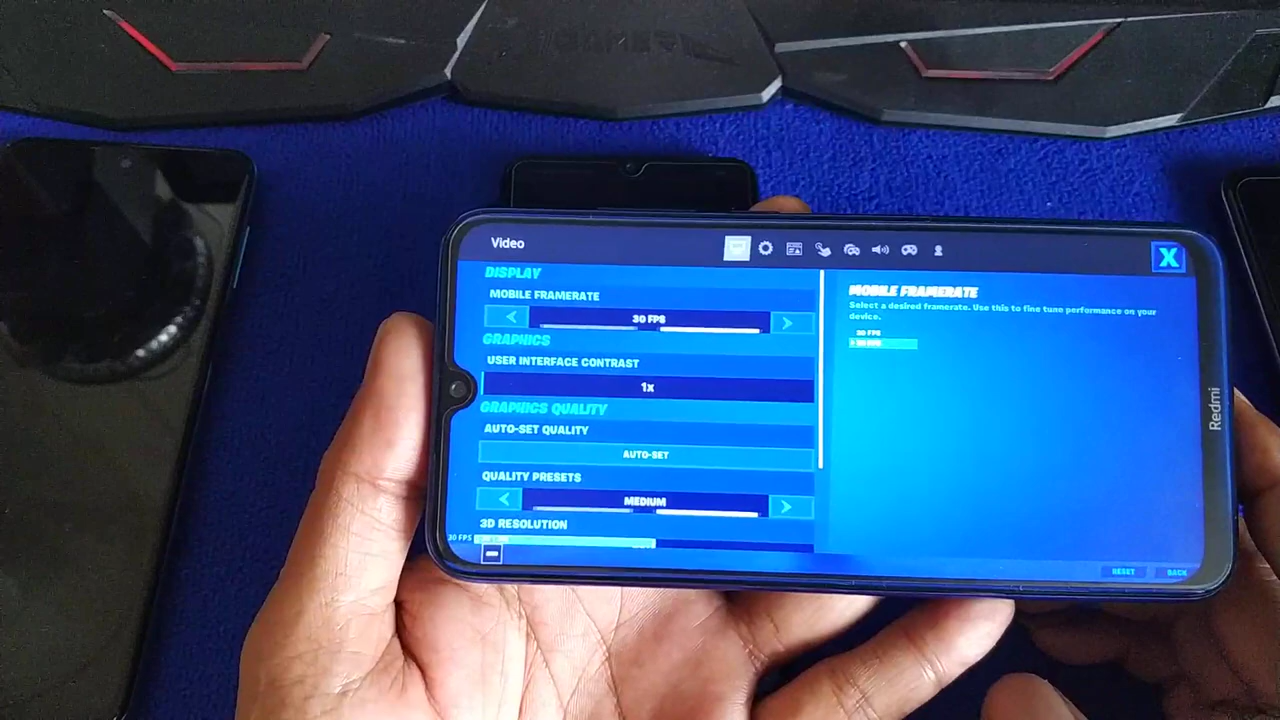 Video
DISPLAY
MOBILE FRAMERATE
30 FPS
GRAPHICS
USER INTERFACE CONTRAST
1x
GRAPHICS QUALITY
AUTO-SET QUALITY
AUTO-SET
QUALITY PRESETS
MEDIUM
3D RESOLUTION
30 FPS
X
MOBILE FRAMERATE
Select a desired framerate. Use this to fine tune performance on your
device.
RESET
BACK
Redmi